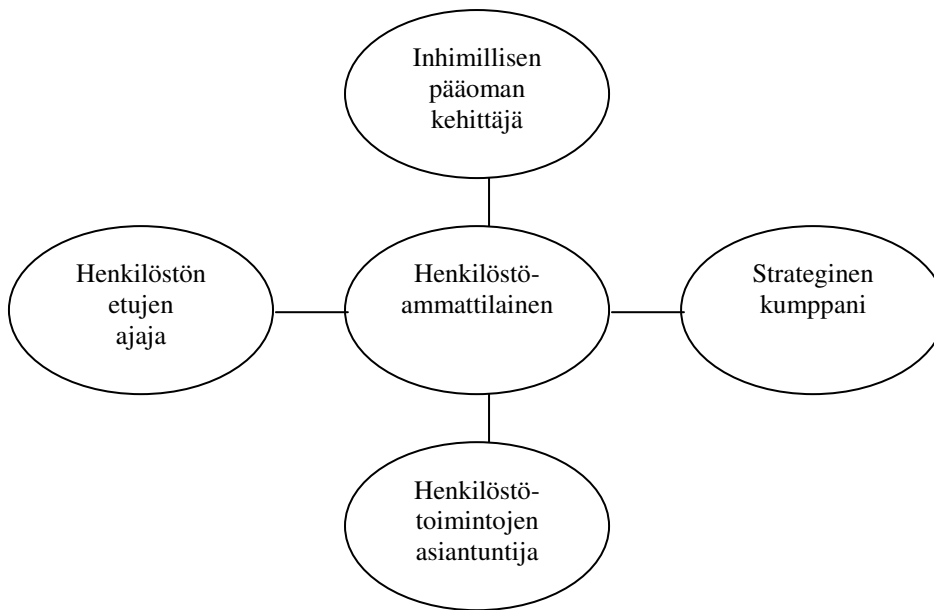 Inhimillisen
pääoman
kehittäjä
Henkilöstön
etujen
ajaja
Henkilöstö-
ammattilainen
Strateginen
kumppani
Henkilöstö-
toimintojen
asiantuntija